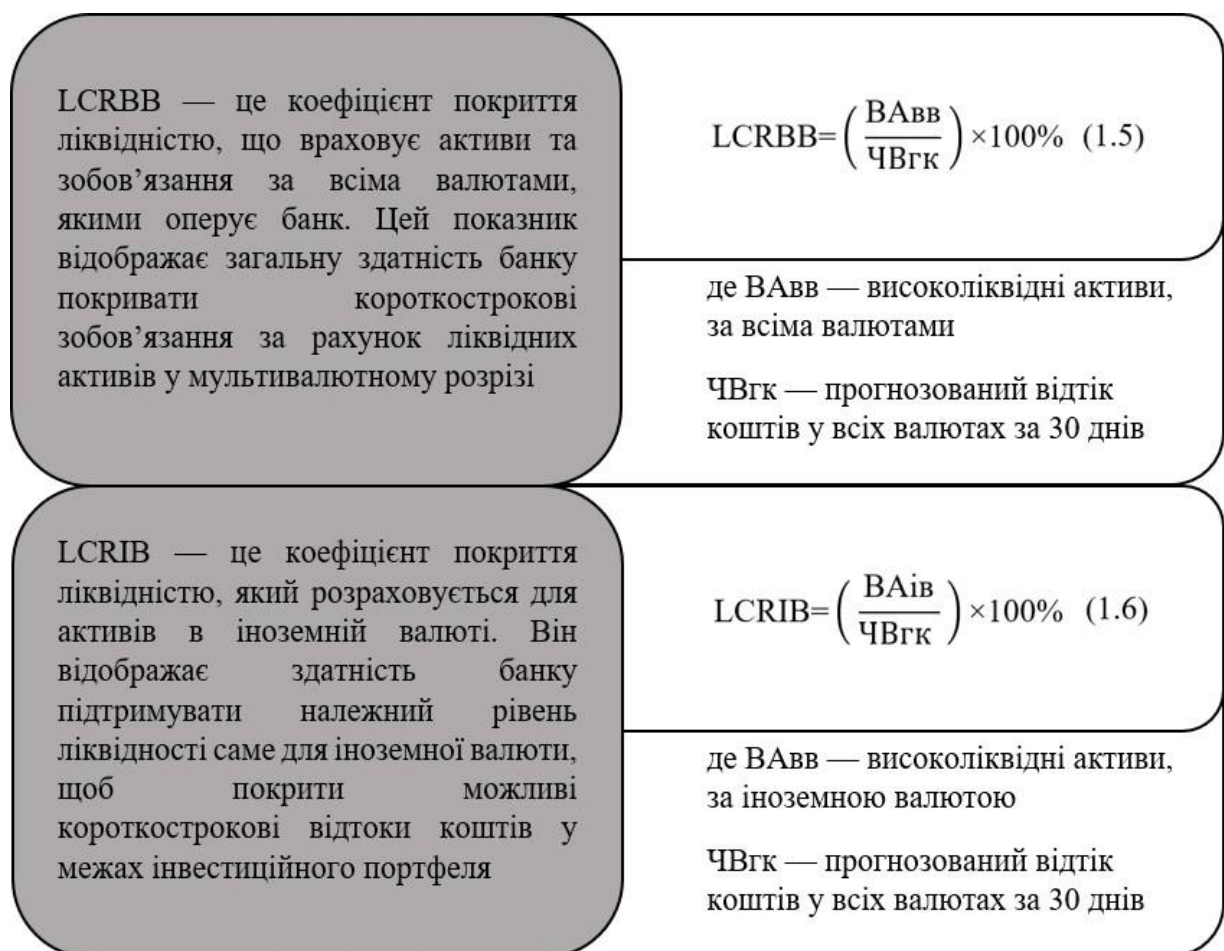 LCRBB — це коефіцієнт покриття
ліквідністю, що враховує активи та
зобов’язання за всіма валютами,
якими оперує банк. Цей показник
відображає загальну здатність банку
покривати короткострокові
зобов’язання за рахунок ліквідних
активів у мультивалютному розрізі
LCRBB=(ВАвв/ЧВгк)×100% (1.5)
де ВАвв — високоліквідні активи,
за всіма валютами
ЧВгк — прогнозований відтік
коштів у всіх валютах за 30 днів
LCRIB — це коефіцієнт покриття
ліквідністю, який розраховується для
активів в іноземній валюті. Він
відображає здатність банку
підтримувати належний рівень
ліквідності саме для іноземної валюти,
щоб покрити можливі
короткострокові відтоки коштів у
межах інвестиційного портфеля
LCRIB=(ВАів/ЧВгк)×100% (1.6)
де ВАвв — високоліквідні активи,
за іноземною валютою
ЧВгк — прогнозований відтік
коштів у всіх валютах за 30 днів